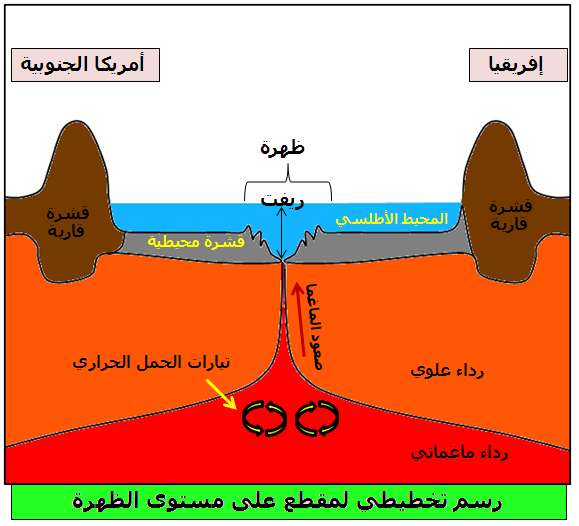 إفريقيا
أمريكا الجنوبية
ظهرة
ريفت
المحيط الأطلسي
قشرة محيطية
قشرة
قارية
قشرة
قارية
صعود الماغما
تيارات الحمل الحراري
رداء علوي
رداء ماغماتي
رسم تخطيطي لمقطع على مستوى الظهرة